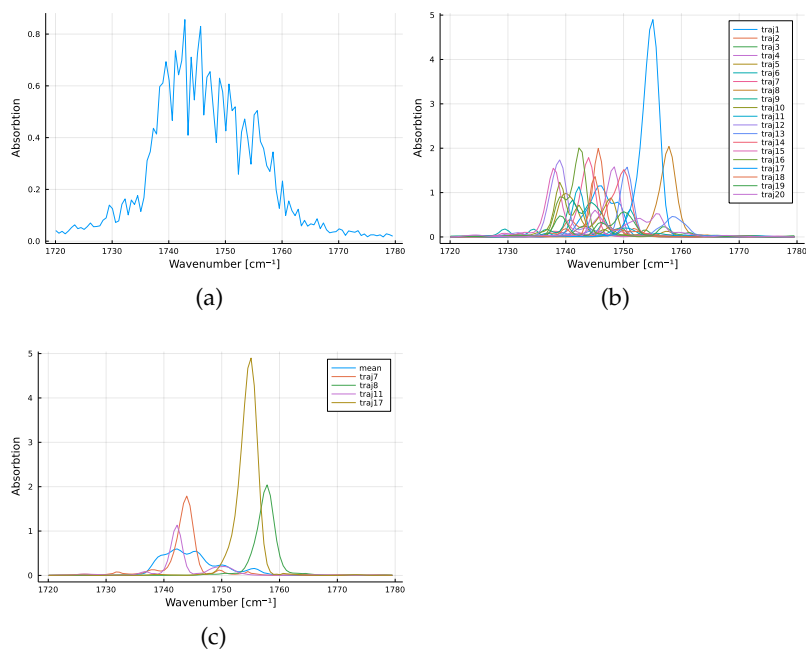 0.8
0.6
0.4
0.2
0.0
Absorbtion
1720
1730
1740
1750
1760
1770
1780
Wavenumber [cm⁻¹]
(a)
5
4
3
2
1
0
Absorbtion
1720
1730
1740
1750
1760
1770
1780
Wavenumber [cm⁻¹]
traj1
traj2
traj3
traj4
traj5
traj6
traj7
traj8
traj9
traj10
traj11
traj12
traj13
traj14
traj15
traj16
traj17
traj18
traj19
traj20
(b)
5
4
3
2
1
0
Absorbtion
1720
1730
1740
1750
1760
1770
1780
Wavenumber [cm⁻¹]
mean
traj7
traj8
traj11
traj17
(c)